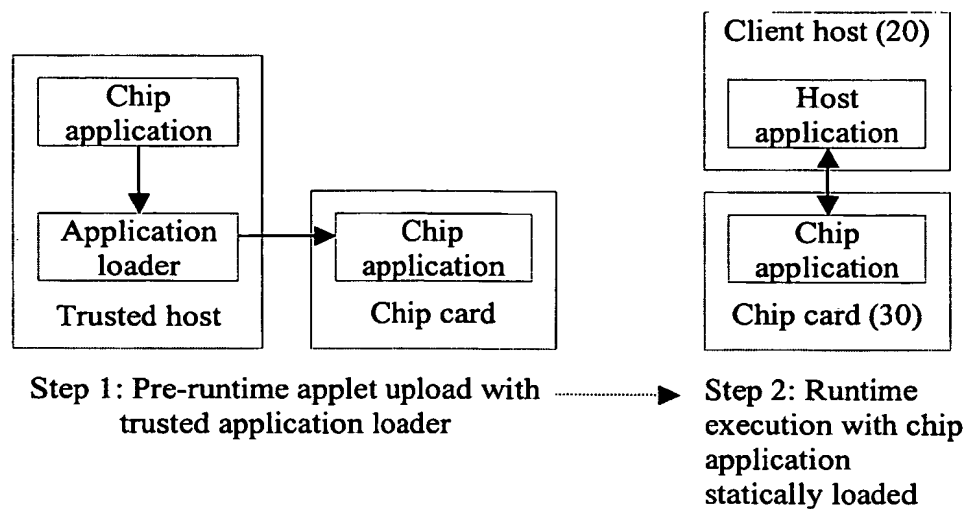 Chip
application
Application
loader
Trusted host
Chip
application
Chip card
Client host (20)
Host
application
Chip
application
Chip card (30)
Step 1: Pre-runtime applet upload with
trusted application loader
Step 2: Runtime
execution with chip
application
statically loaded